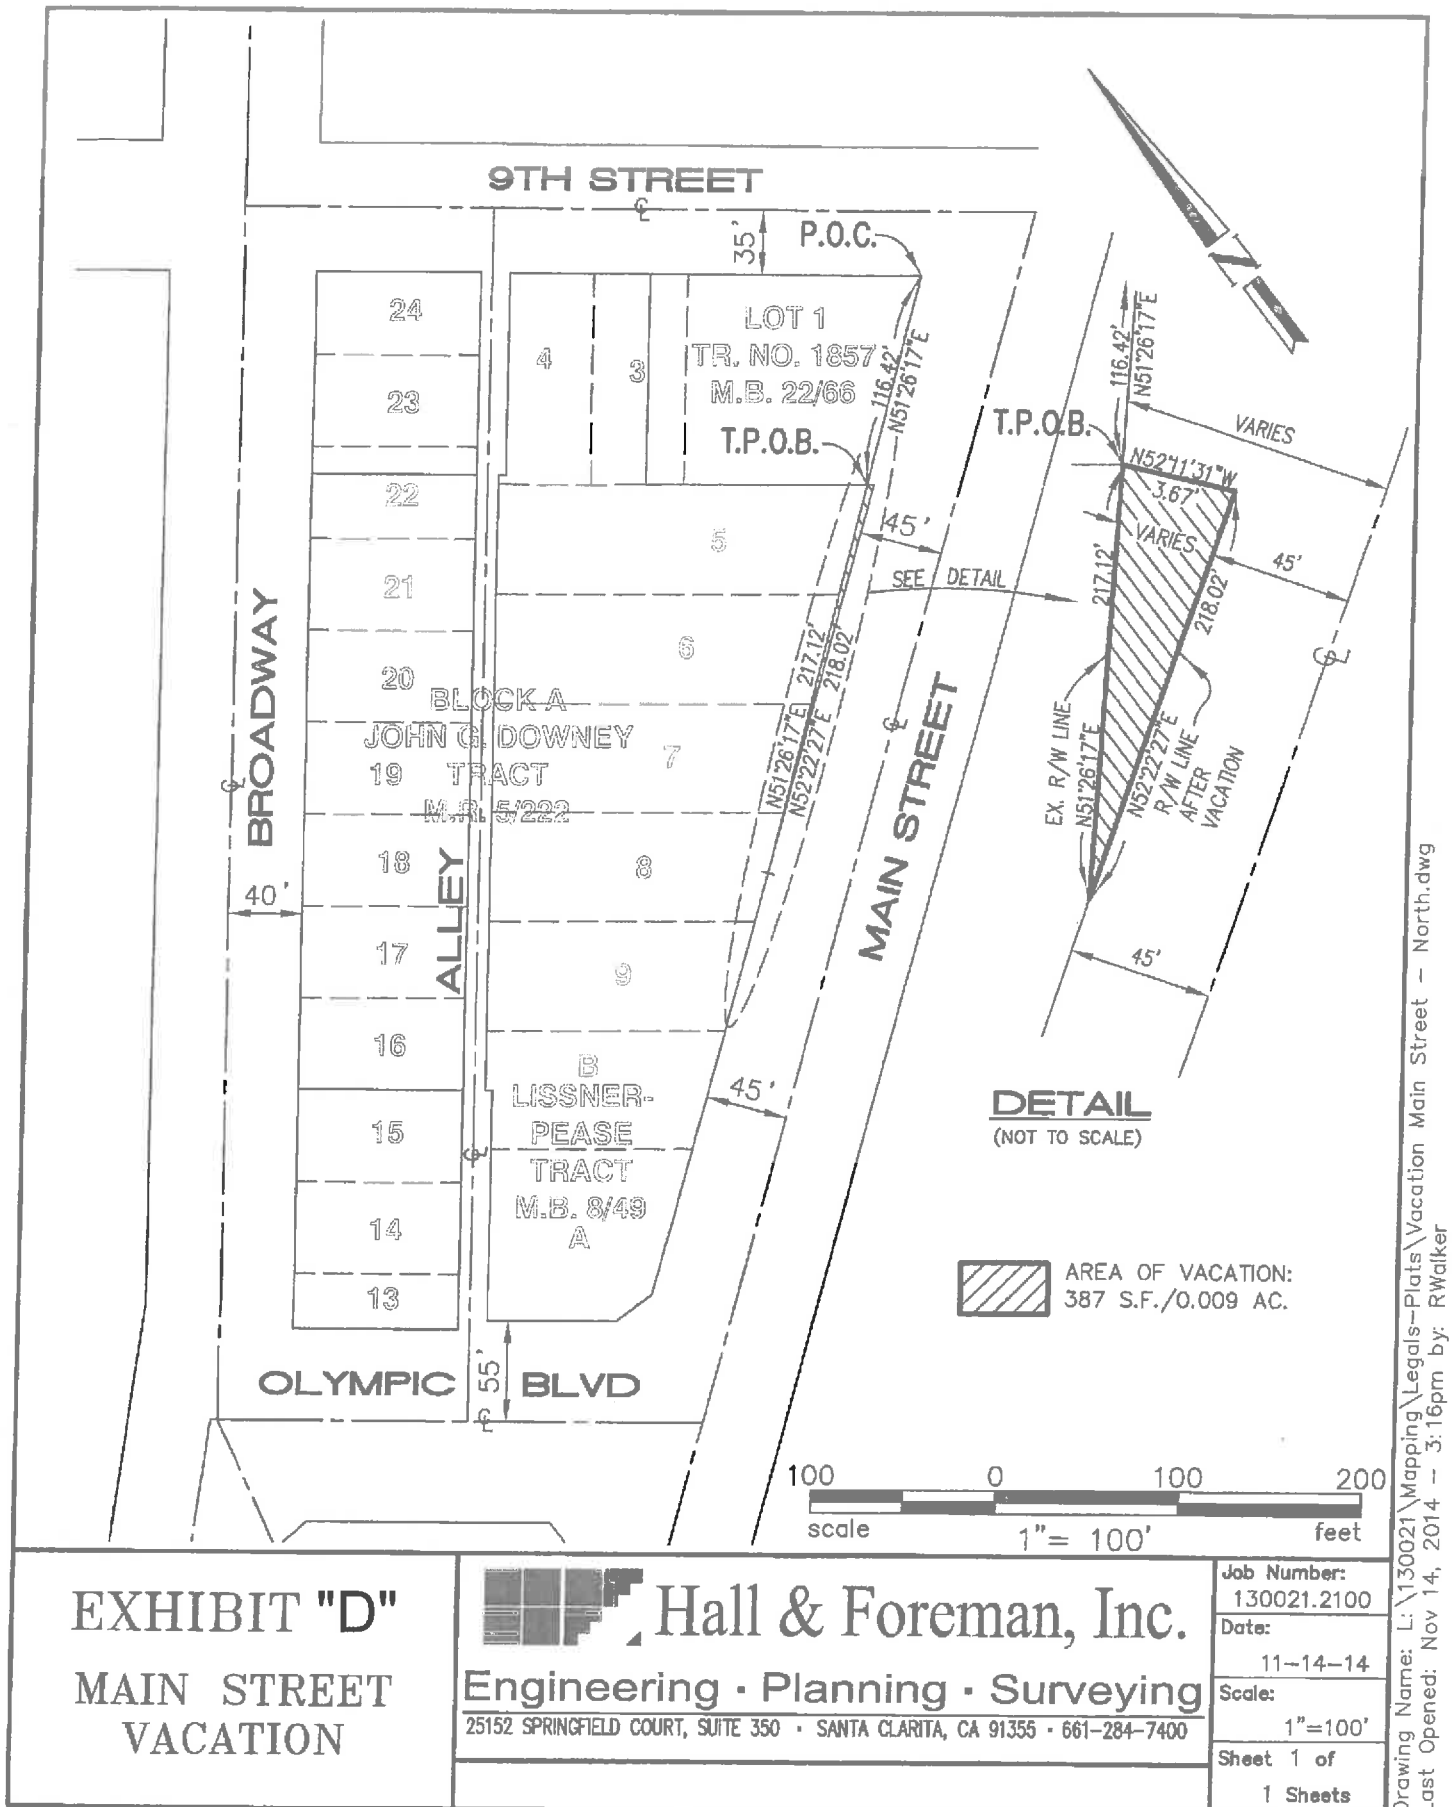 9TH STREET
℄
35'
P.O.C.
24
23
22
21
20
19
18
17
16
15
14
13
4
3
LOT 1
TR. NO. 1857
M.B. 22/66
116.42'
N51°26'17"E
T.P.O.B.
45'
5
SEE DETAIL
6
217.12'
218.02'
N51°26'17"E
N52°22'27"E
7
8
9
BLOCK A
JOHN G. DOWNEY
TRACT
M.R. 5/222
BROADWAY
℄
40'
ALLEY
℄
MAIN STREET
℄
B
LISSNER-
PEASE
TRACT
M.B. 8/49
A
45'
OLYMPIC BLVD
55'
℄
116.42'
N51°26'17"E
T.P.O.B.
VARIES
N52°11'31"W
3.67'
VARIES
45'
217.12'
218.02'
℄
EX. R/W LINE
N51°26'17"E
N52°22'27"E
R/W LINE
AFTER
VACATION
45'
DETAIL
(NOT TO SCALE)
AREA OF VACATION:
387 S.F./0.009 AC.
100 0 100 200
scale 1"= 100' feet
EXHIBIT "D"
MAIN STREET
VACATION
Hall & Foreman, Inc.
Engineering · Planning · Surveying
25152 SPRINGFIELD COURT, SUITE 350 · SANTA CLARITA, CA 91355 · 661-284-7400
Job Number:
130021.2100
Date:
11-14-14
Scale:
1"=100'
Sheet 1 of
1 Sheets
Drawing Name: L:\130021\Mapping\Legals-Plats\Vacation Main Street - North.dwg
Last Opened: Nov 14, 2014 - 3:16pm by: RWalker